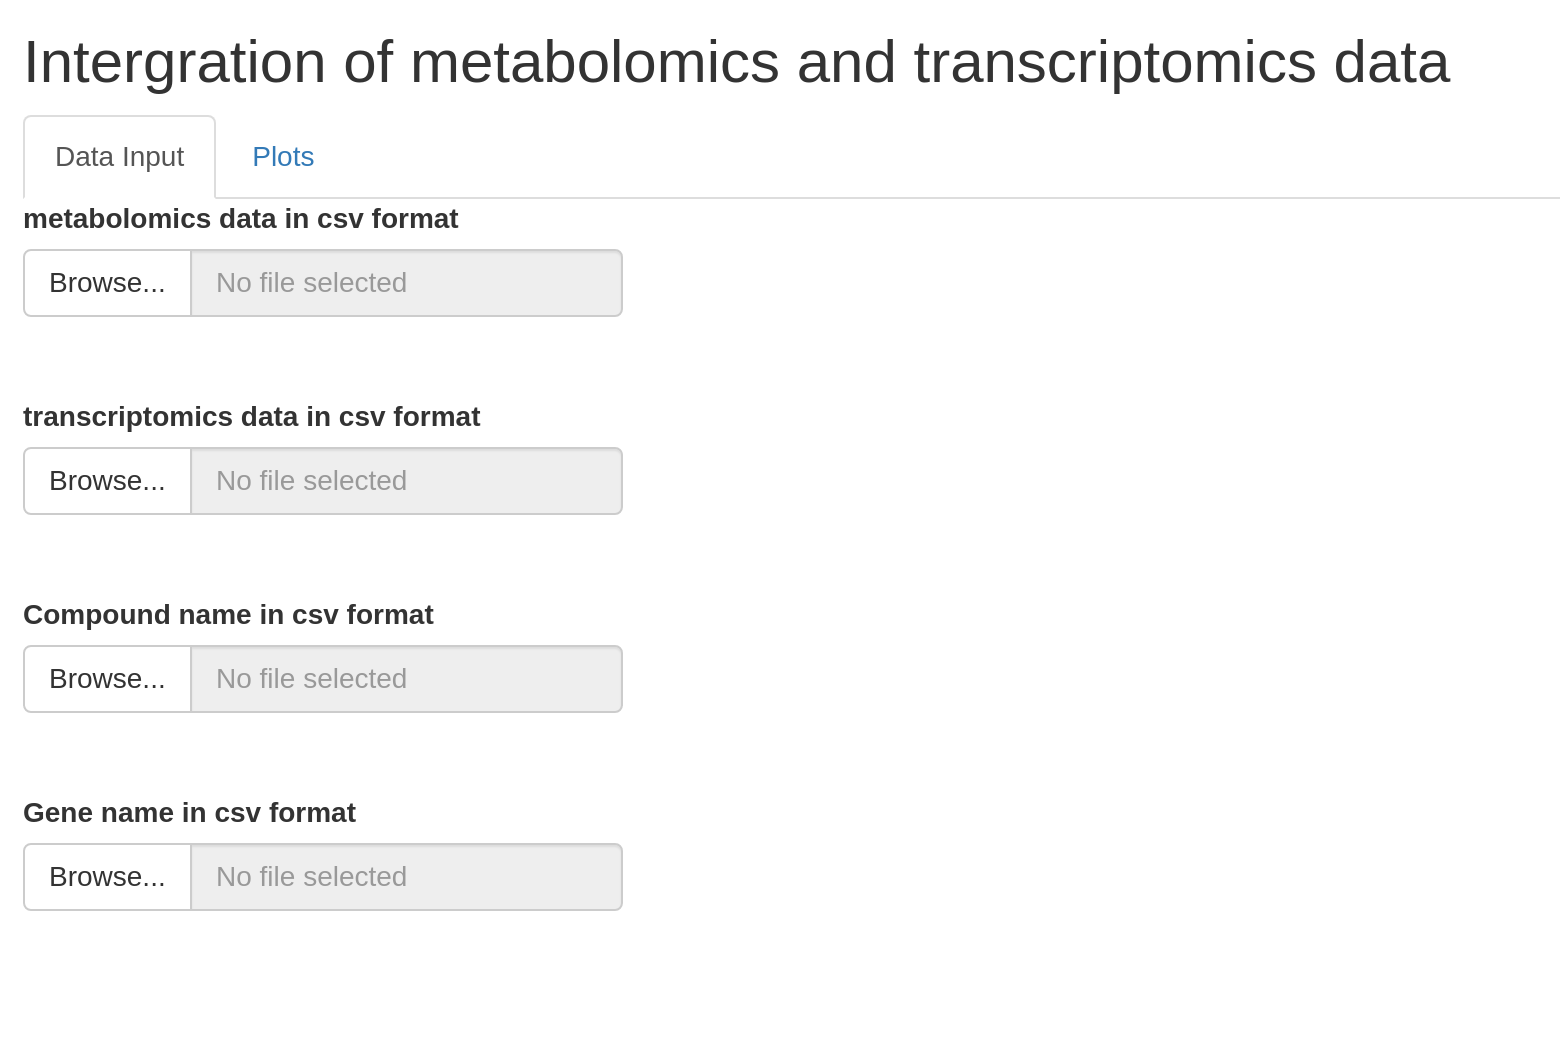 Intergration of metabolomics and transcriptomics data
Data Input Plots
metabolomics data in csv format
Browse... No file selected
transcriptomics data in csv format
Browse... No file selected
Compound name in csv format
Browse... No file selected
Gene name in csv format
Browse... No file selected